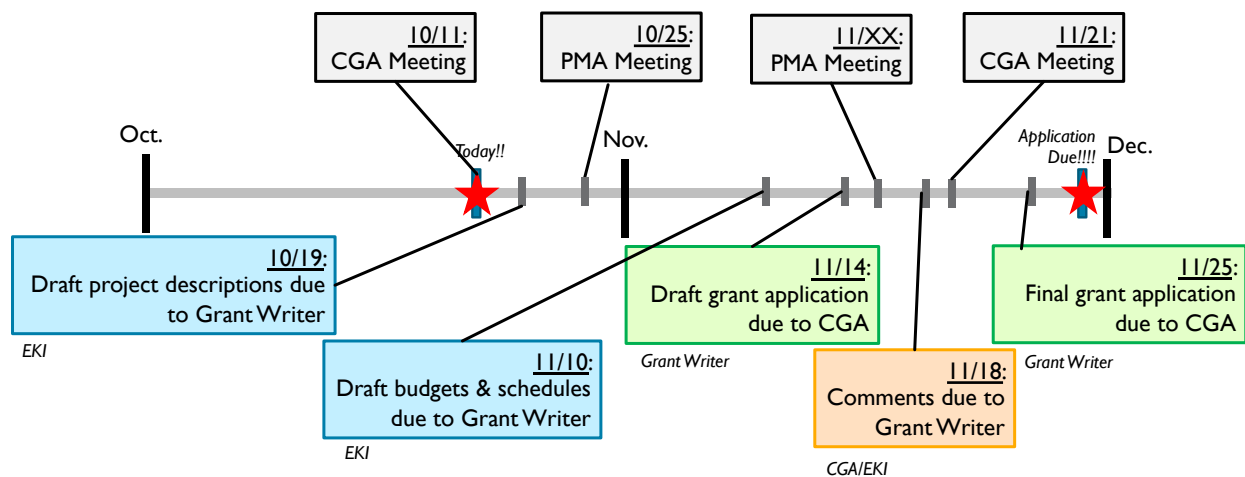 10/11:
CGA Meeting
10/25:
PMA Meeting
11/XX:
PMA Meeting
11/21:
CGA Meeting
Oct.
Today!!
Nov.
Application
Due!!!!
Dec.
10/19:
Draft project descriptions due
to Grant Writer
EKI
11/10:
Draft budgets & schedules
due to Grant Writer
EKI
11/14:
Draft grant application
due to CGA
Grant Writer
11/18:
Comments due to
Grant Writer
CGA/EKI
11/25:
Final grant application
due to CGA
Grant Writer